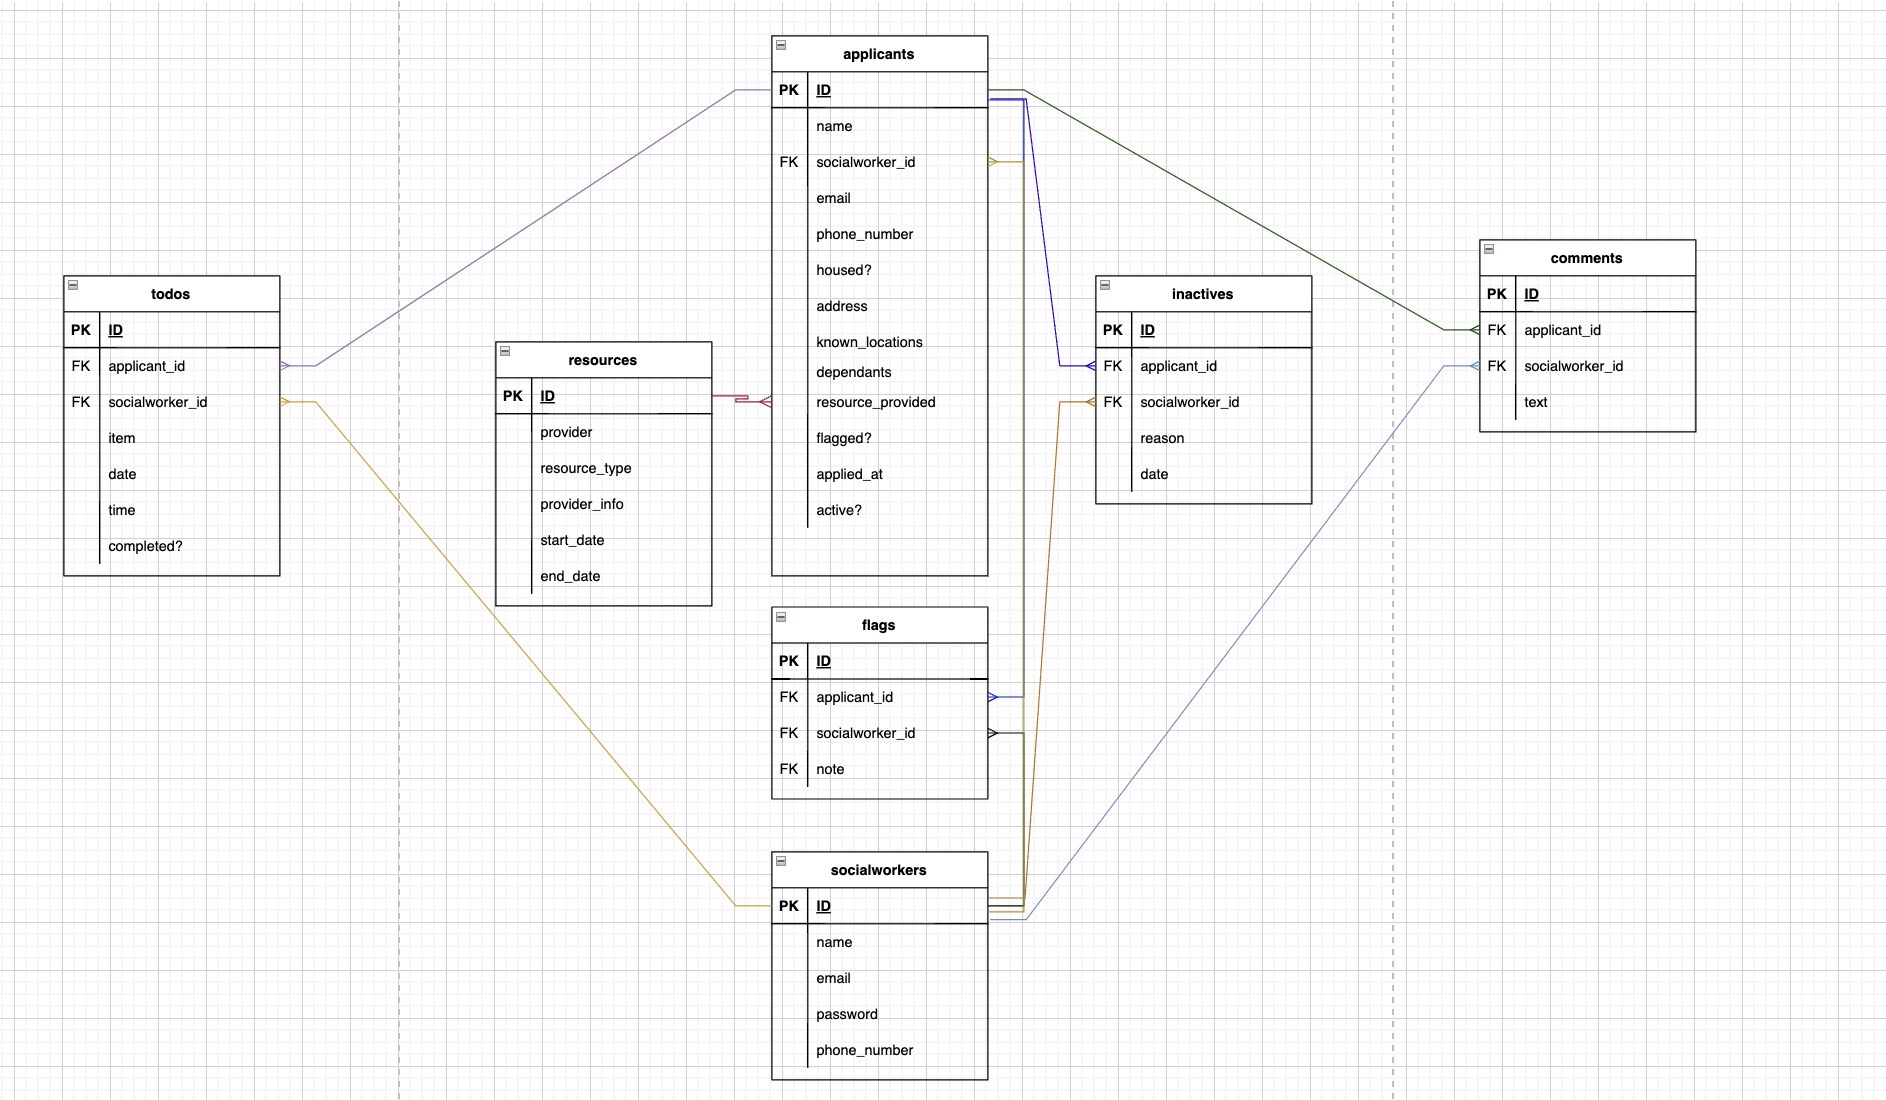 applicants
PK ID
name
FK socialworker_id
email
phone_number
housed?
address
known_locations
dependants
resource_provided
flagged?
applied_at
active?
todos
PK ID
FK applicant_id
FK socialworker_id
item
date
time
completed?
resources
PK ID
provider
resource_type
provider_info
start_date
end_date
inactives
PK ID
FK applicant_id
FK socialworker_id
reason
date
comments
PK ID
FK applicant_id
FK socialworker_id
text
flags
PK ID
FK applicant_id
FK socialworker_id
FK note
socialworkers
PK ID
name
email
password
phone_number